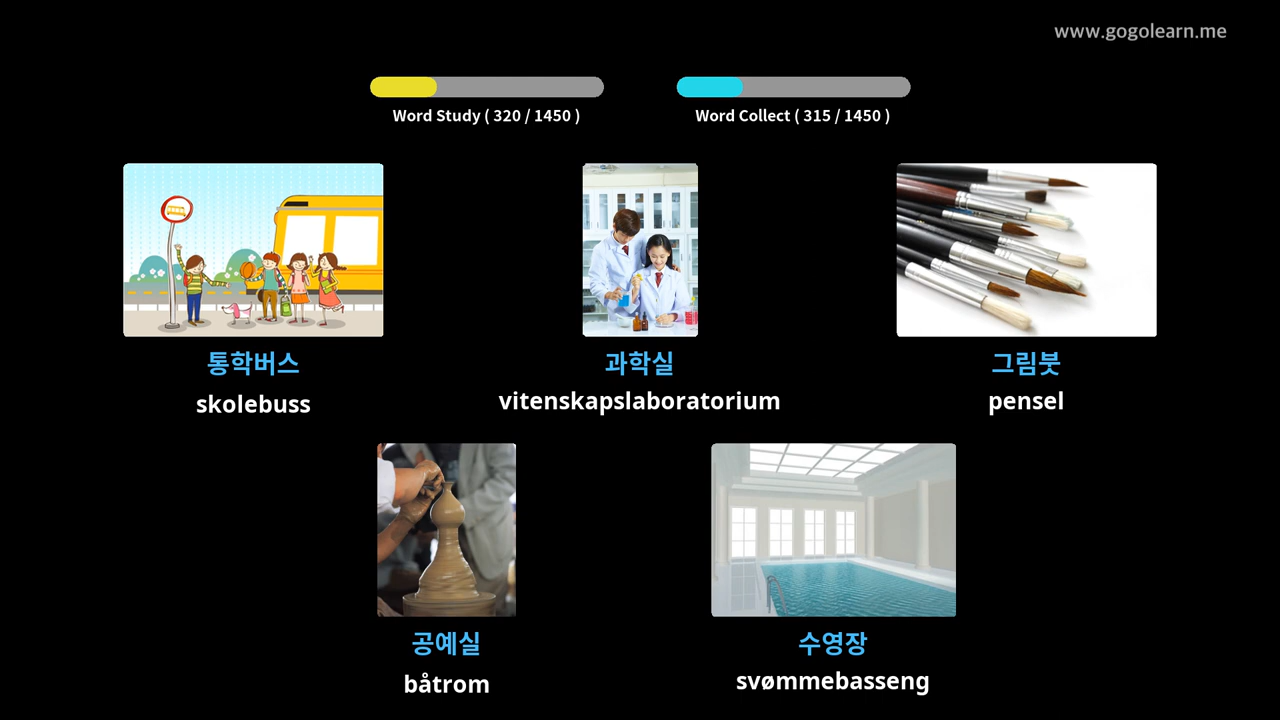 www.gogolearn.me
Word Study ( 320 / 1450 )
Word Collect ( 315 / 1450 )
통학버스
skolebuss
과학실
vitenskapslaboratorium
그림붓
pensel
공예실
båtrom
수영장
svømmebasseng